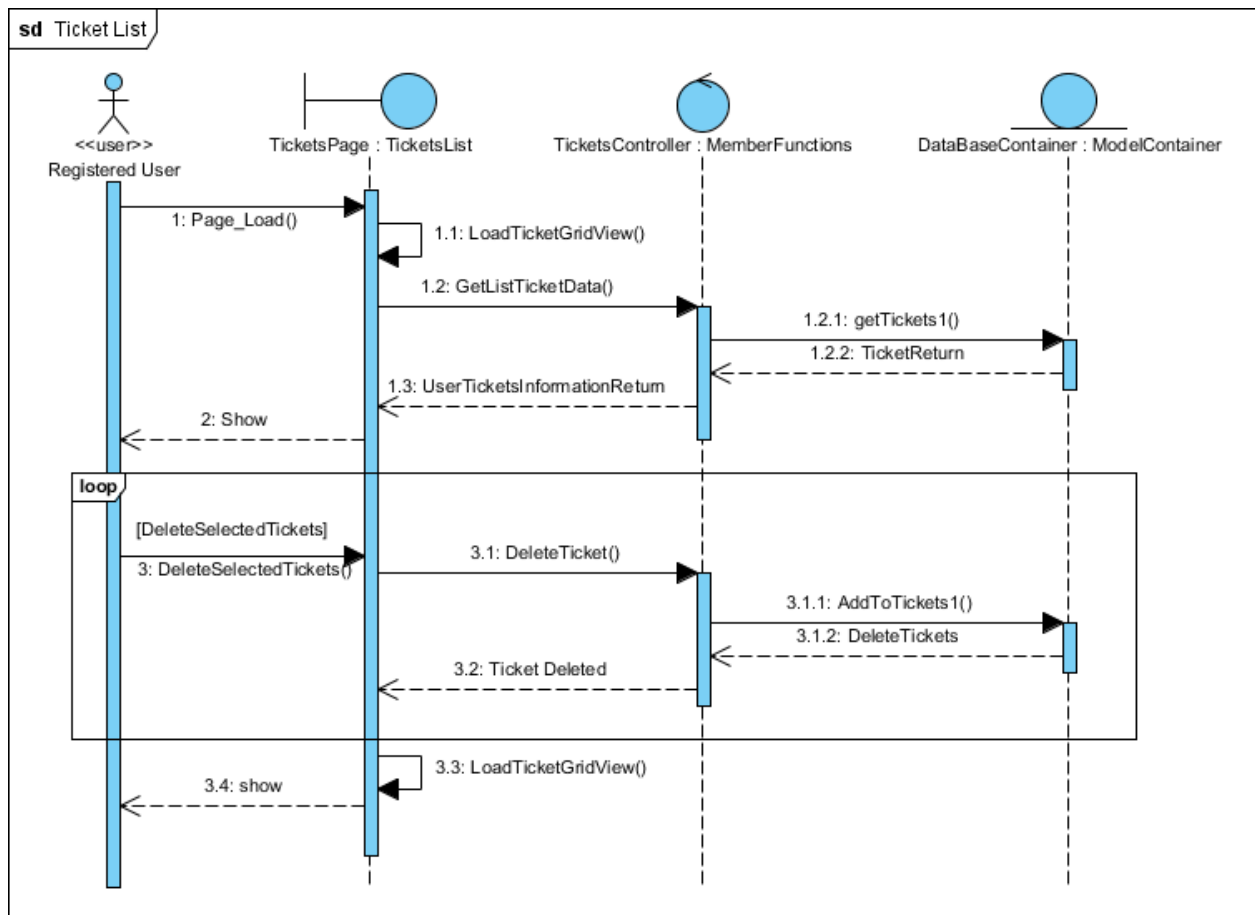 sd Ticket List
<<user>>
Registered User
TicketsPage : TicketsList
TicketsController : MemberFunctions
DataBaseContainer : ModelContainer
1: Page_Load()
1.1: LoadTicketGridView()
1.2: GetListTicketData()
1.2.1: getTickets1()
1.2.2: TicketReturn
1.3: UserTicketsInformationReturn
2: Show
loop
[DeleteSelectedTickets]
3: DeleteSelectedTickets()
3.1: DeleteTicket()
3.1.1: AddToTickets1()
3.1.2: DeleteTickets
3.2: Ticket Deleted
3.3: LoadTicketGridView()
3.4: show